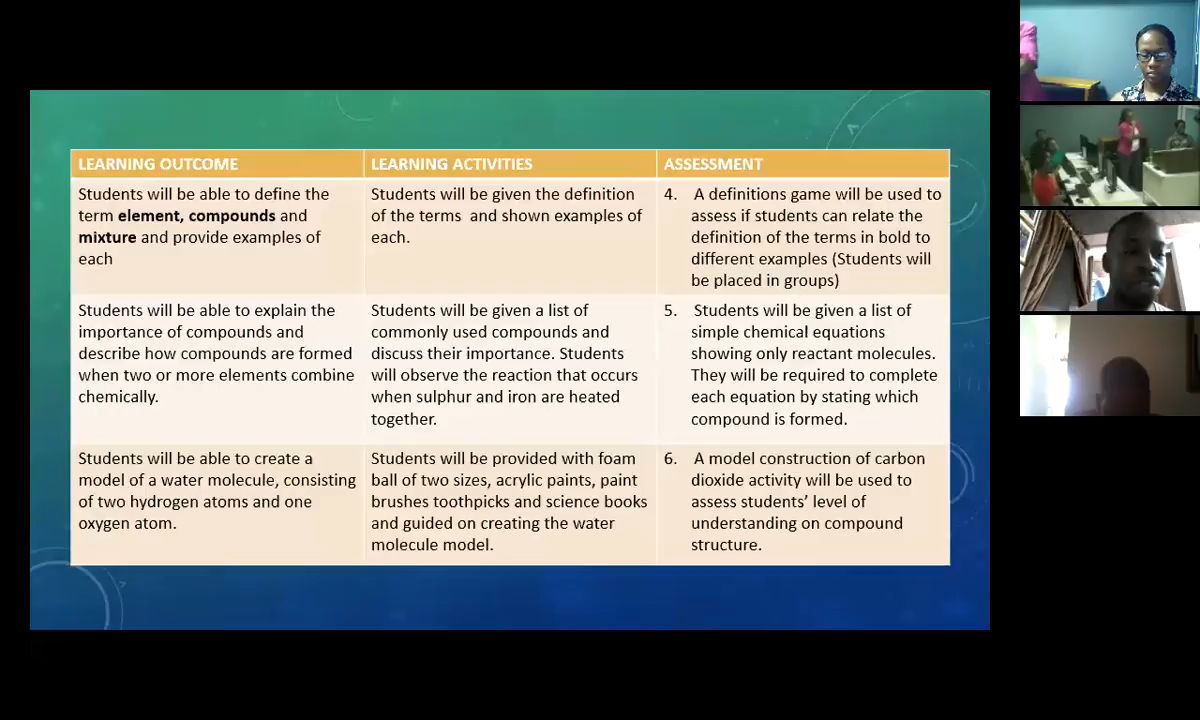 LEARNING OUTCOME
LEARNING ACTIVITIES
ASSESSMENT
Students will be able to define the
term element, compounds and
mixture and provide examples of
each
Students will be given the definition
of the terms  and shown examples of
each.
4. A definitions game will be used to
assess if students can relate the
definition of the terms in bold to
different examples (Students will
be placed in groups)
Students will be able to explain the
importance of compounds and
describe how compounds are formed
when two or more elements combine
chemically.
Students will be given a list of
commonly used compounds and
discuss their importance. Students
will observe the reaction that occurs
when sulphur and iron are heated
together.
5. Students will be given a list of
simple chemical equations
showing only reactant molecules.
They will be required to complete
each equation by stating which
compound is formed.
Students will be able to create a
model of a water molecule, consisting
of two hydrogen atoms and one
oxygen atom.
Students will be provided with foam
ball of two sizes, acrylic paints, paint
brushes toothpicks and science books
and guided on creating the water
molecule model.
6. A model construction of carbon
dioxide activity will be used to
assess students’ level of
understanding on compound
structure.